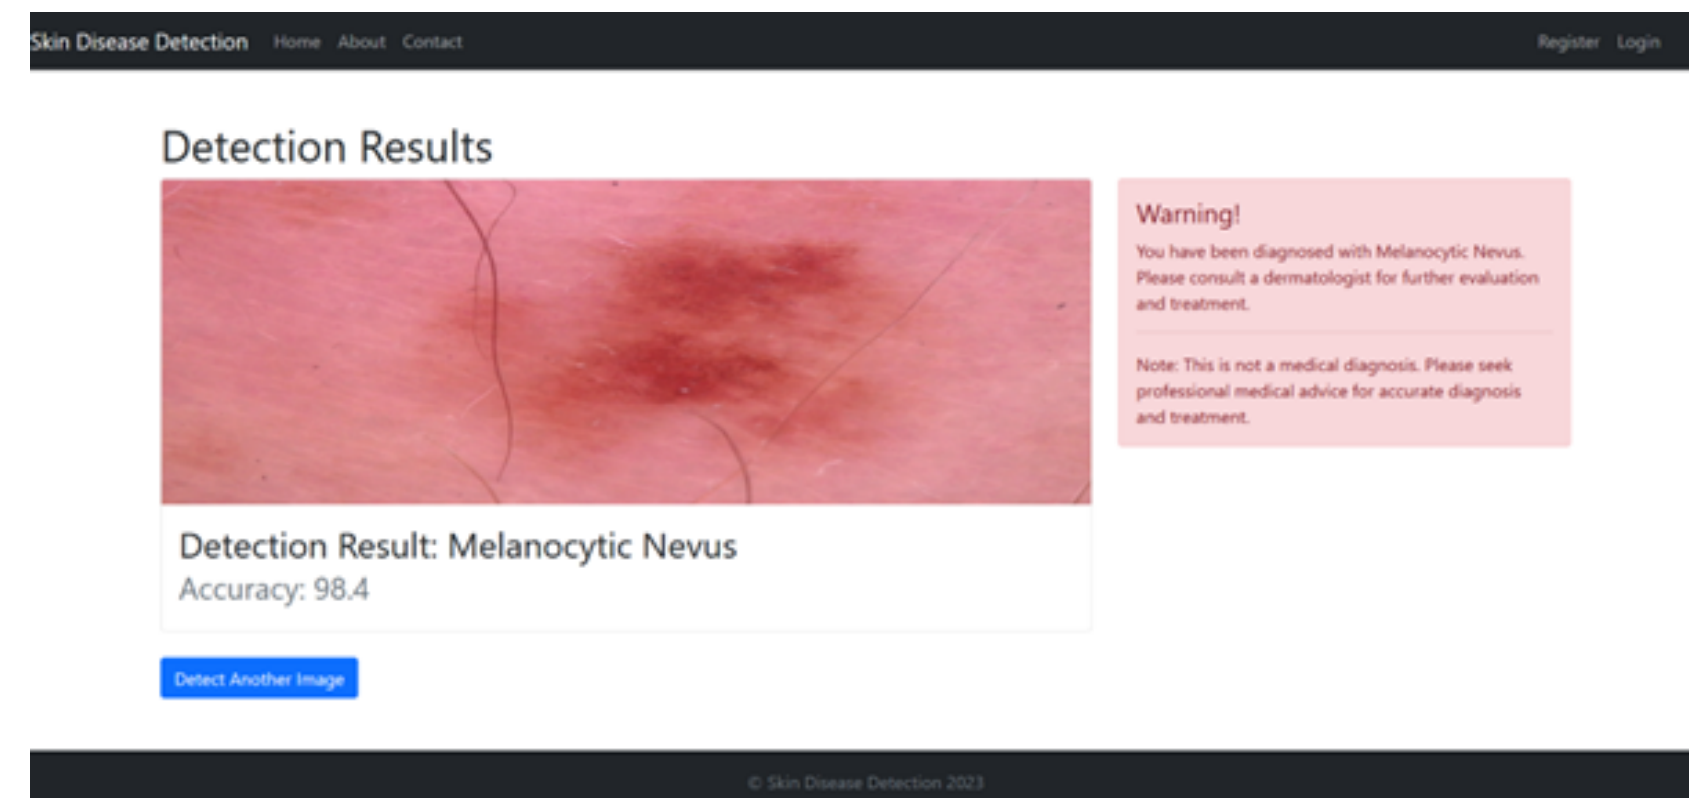 Skin Disease Detection Home About Contact Register Login
Detection Results
Warning!
You have been diagnosed with Melanocytic Nevus.
Please consult a dermatologist for further evaluation
and treatment.
Note: This is not a medical diagnosis. Please seek
professional medical advice for accurate diagnosis
and treatment.
Detection Result: Melanocytic Nevus
Accuracy: 98.4
Detect Another Image
© Skin Disease Detection 2023